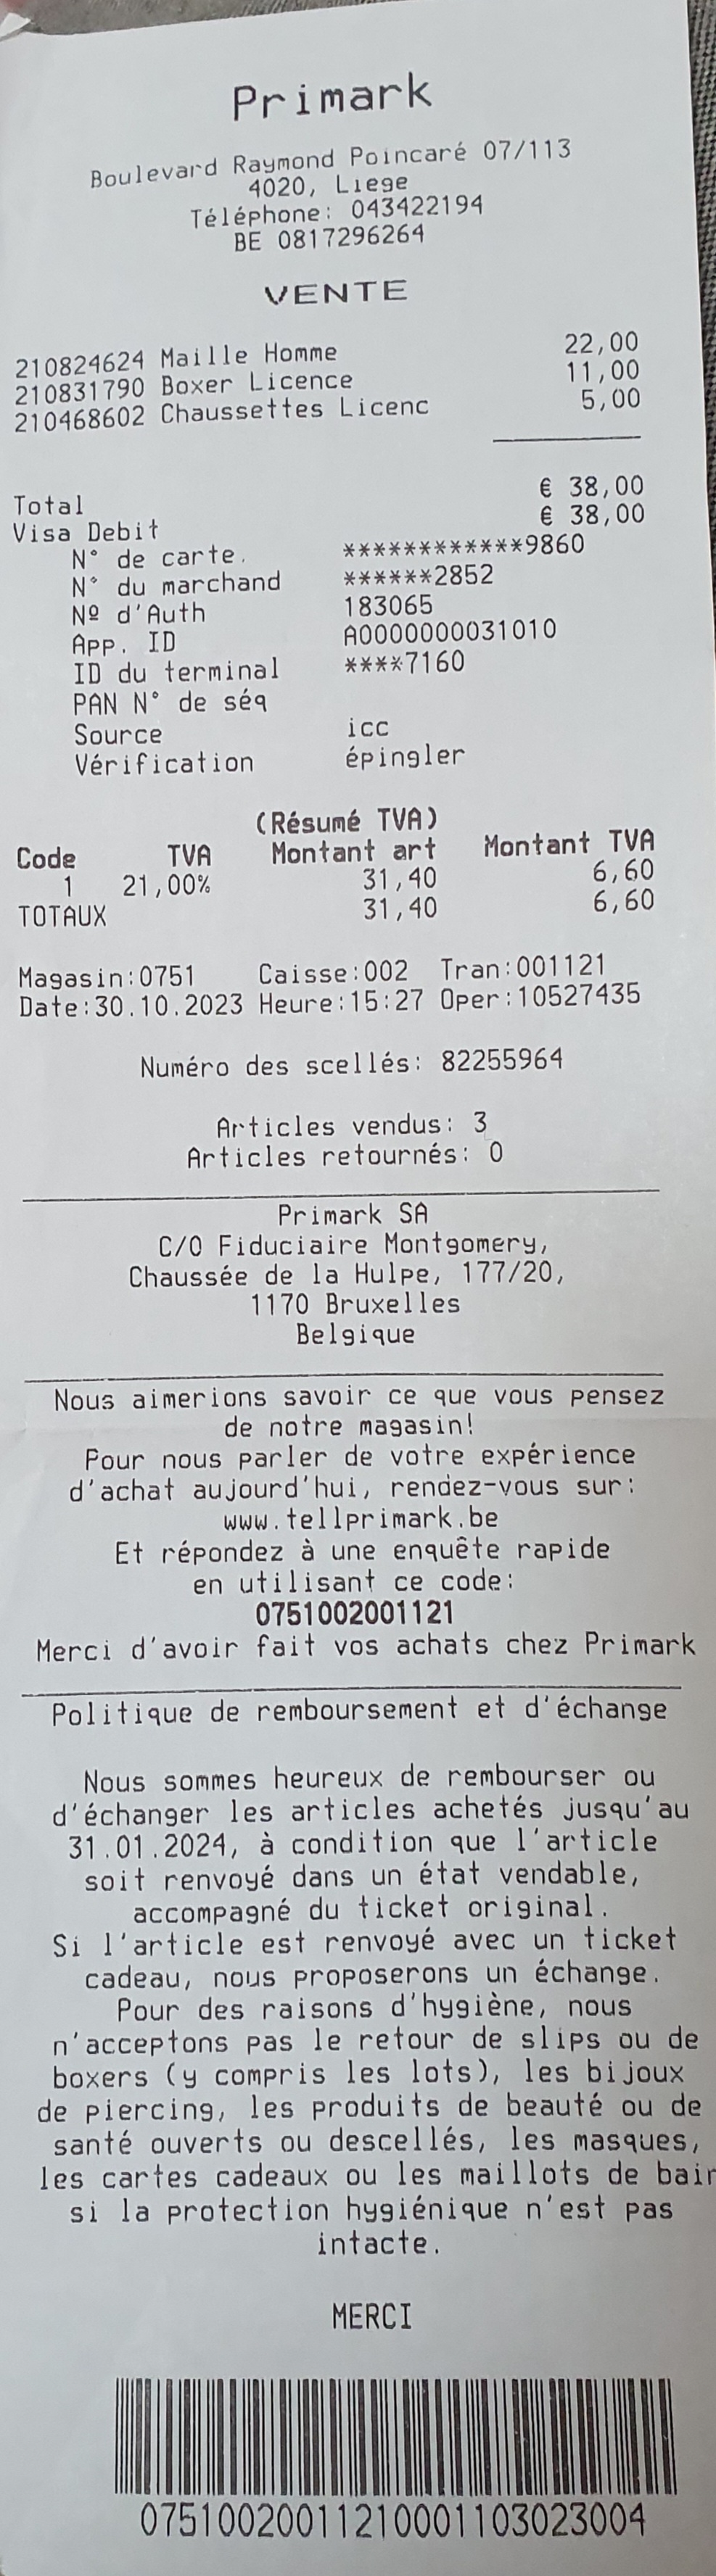 Primark
Boulevard Raymond Poincaré 07/113
4020, Liege
Téléphone: 043422194
BE 0817296264
VENTE
210824624 Maille Homme 22,00
210831790 Boxer Licence 11,00
210468602 Chaussettes Licenc 5,00
Total € 38,00
Visa Debit € 38,00
N° de carte. ************9860
N° du marchand ******2852
Nº d'Auth 183065
App. ID A0000000031010
ID du terminal ****7160
PAN N° de séq
Source icc
Vérification épingler
(Résumé TVA)
Code TVA Montant art Montant TVA
1 21,00% 31,40 6,60
TOTAUX 31,40 6,60
Magasin:0751 Caisse:002 Tran:001121
Date:30.10.2023 Heure:15:27 Oper:10527435
Numéro des scellés: 82255964
Articles vendus: 3
Articles retournés: 0
Primark SA
C/O Fiduciaire Montgomery,
Chaussée de la Hulpe, 177/20,
1170 Bruxelles
Belgique
Nous aimerions savoir ce que vous pensez
de notre magasin!
Pour nous parler de votre expérience
d'achat aujourd'hui, rendez-vous sur:
www.tellprimark.be
Et répondez à une enquête rapide
en utilisant ce code:
0751002001121
Merci d'avoir fait vos achats chez Primark
Politique de remboursement et d'échange
Nous sommes heureux de rembourser ou
d'échanger les articles achetés jusqu'au
31.01.2024, à condition que l'article
soit renvoyé dans un état vendable,
accompagné du ticket original.
Si l'article est renvoyé avec un ticket
cadeau, nous proposerons un échange.
Pour des raisons d'hygiène, nous
n'acceptons pas le retour de slips ou de
boxers (y compris les lots), les bijoux
de piercing, les produits de beauté ou de
santé ouverts ou descellés, les masques,
les cartes cadeaux ou les maillots de bain
si la protection hygiénique n'est pas
intacte.
MERCI
07510020011210001103023004